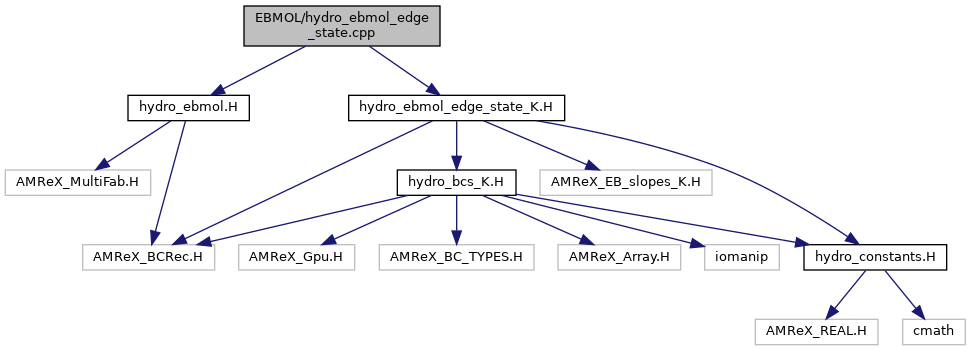 EBMOL/hydro_ebmol_edge
_state.cpp
hydro_ebmol.H
hydro_ebmol_edge_state_K.H
AMReX_MultiFab.H
hydro_bcs_K.H
AMReX_EB_slopes_K.H
AMReX_BCRec.H
AMReX_Gpu.H
AMReX_BC_TYPES.H
AMReX_Array.H
iomanip
hydro_constants.H
AMReX_REAL.H
cmath